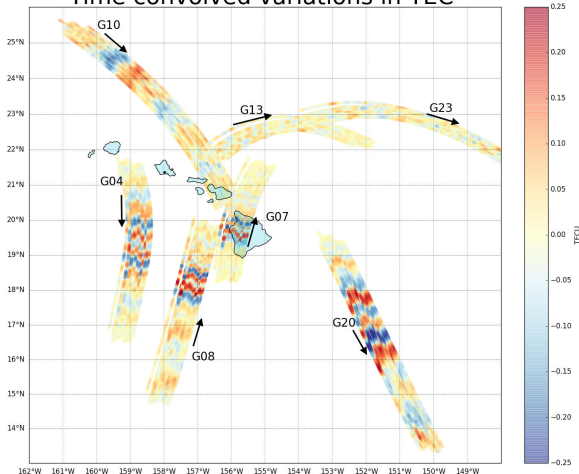 Time convolved variations in TEC
0.25
0.20
0.15
0.10
0.05
0.00
−0.05
−0.10
−0.15
−0.20
−0.25
TECU
25°N
24°N
23°N
22°N
21°N
20°N
19°N
18°N
17°N
16°N
15°N
14°N
G10
G13
G23
G04
G07
G20
G08
162°W 161°W 160°W 159°W 158°W 157°W 156°W 155°W 154°W 153°W 152°W 151°W 150°W 149°W